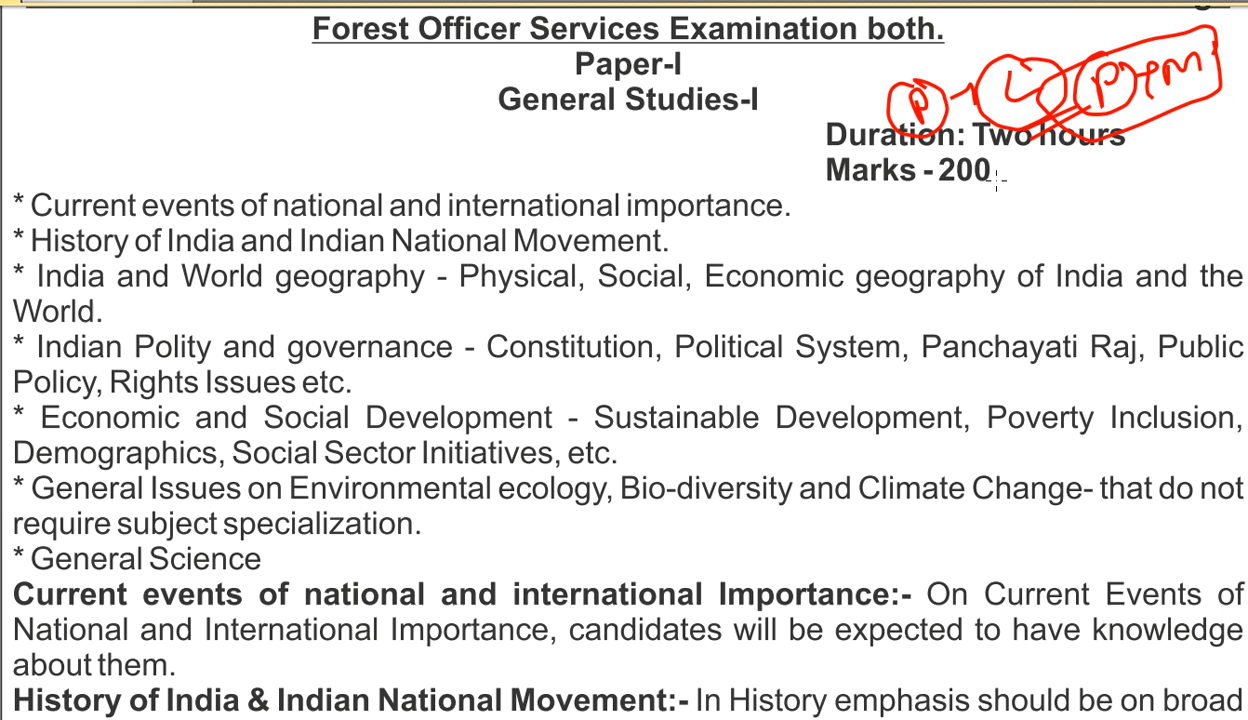 Forest Officer Services Examination both.
Paper-I
General Studies-I
Duration: Two hours
Marks - 200
* Current events of national and international importance.
* History of India and Indian National Movement.
* India and World geography - Physical, Social, Economic geography of India and the
World.
* Indian Polity and governance - Constitution, Political System, Panchayati Raj, Public
Policy, Rights Issues etc.
* Economic and Social Development - Sustainable Development, Poverty Inclusion,
Demographics, Social Sector Initiatives, etc.
* General Issues on Environmental ecology, Bio-diversity and Climate Change- that do not
require subject specialization.
* General Science
Current events of national and international Importance:- On Current Events of
National and International Importance, candidates will be expected to have knowledge
about them.
History of India & Indian National Movement:- In History emphasis should be on broad